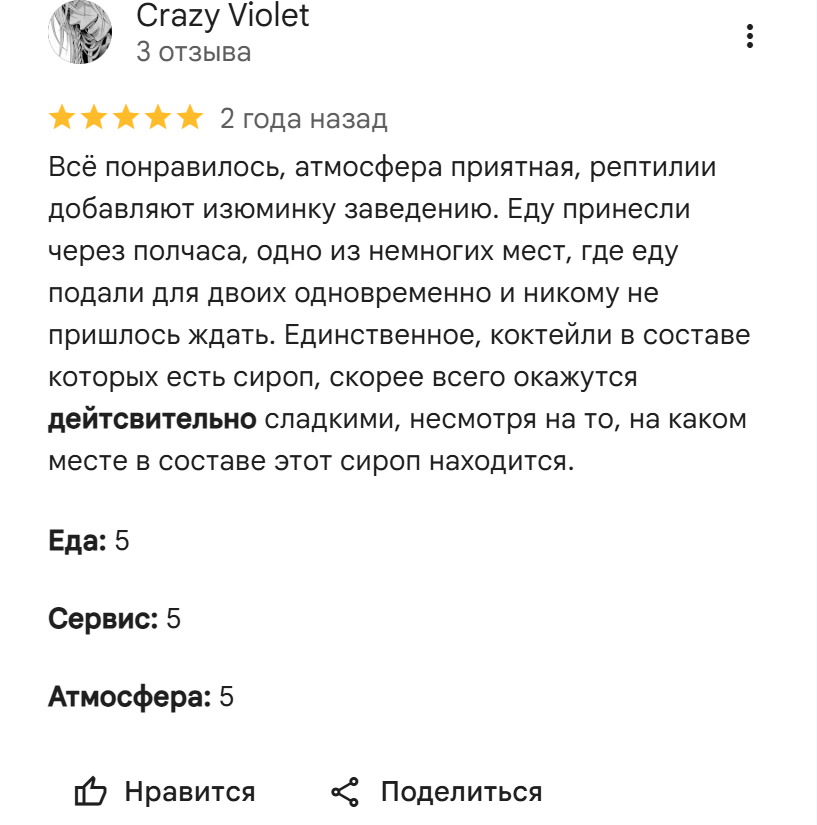 Crazy Violet
3 отзыва
2 года назад
Всё понравилось, атмосфера приятная, рептилии
добавляют изюминку заведению. Еду принесли
через полчаса, одно из немногих мест, где еду
подали для двоих одновременно и никому не
пришлось ждать. Единственное, коктейли в составе
которых есть сироп, скорее всего окажутся
дейтсвительно сладкими, несмотря на то, на каком
месте в составе этот сироп находится.
Еда: 5
Сервис: 5
Атмосфера: 5
Нравится Поделиться